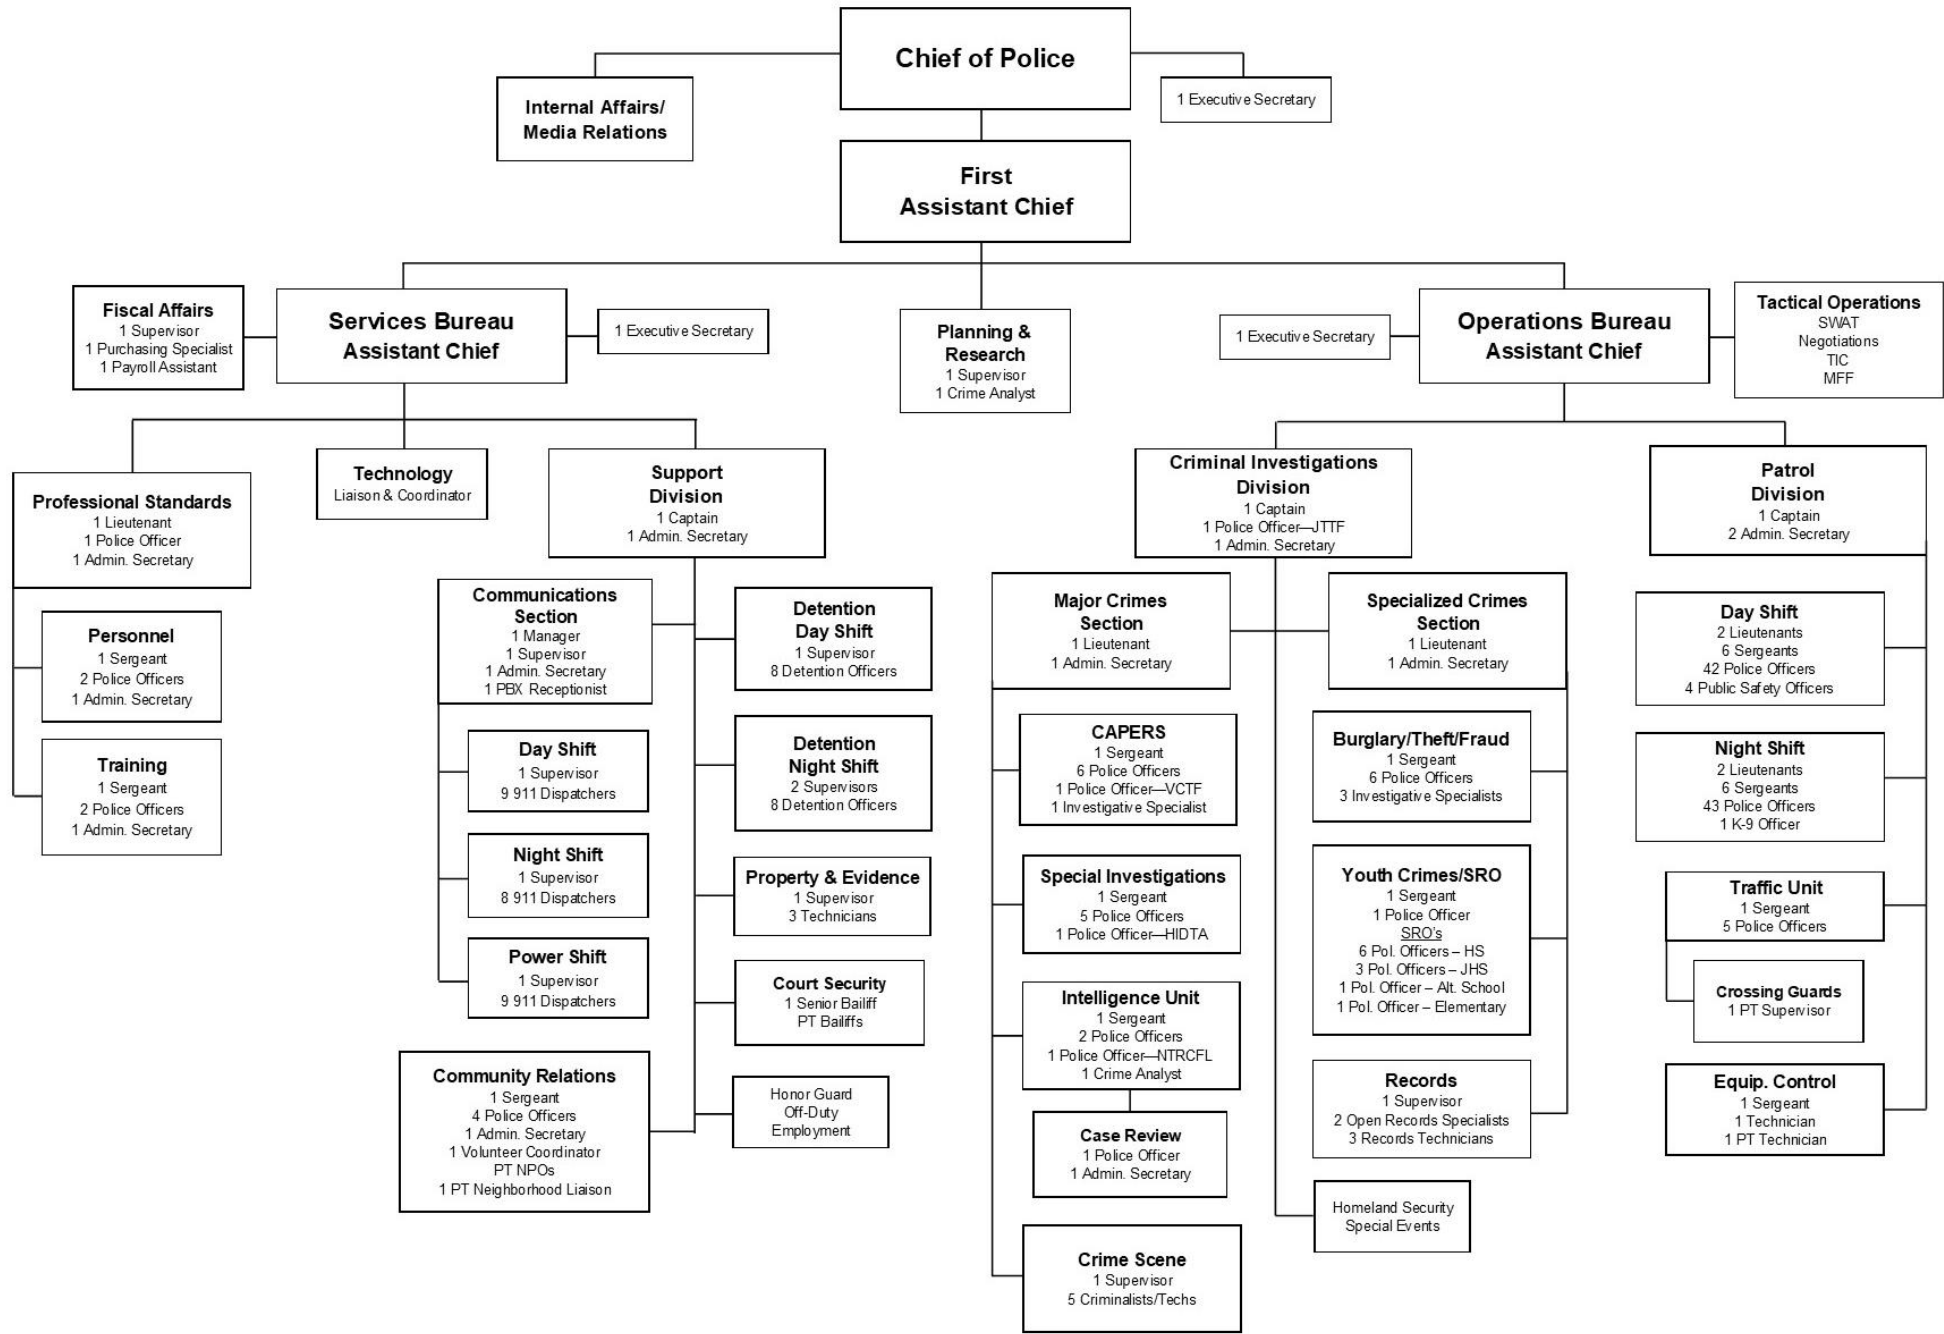 Chief of Police
Internal Affairs/
Media Relations
1 Executive Secretary
First
Assistant Chief
Fiscal Affairs
1 Supervisor
1 Purchasing Specialist
1 Payroll Assistant
Services Bureau
Assistant Chief
1 Executive Secretary
Planning &
Research
1 Supervisor
1 Crime Analyst
1 Executive Secretary
Operations Bureau
Assistant Chief
Tactical Operations
SWAT
Negotiations
TIC
MFF
Professional Standards
1 Lieutenant
1 Police Officer
1 Admin. Secretary
Technology
Liaison & Coordinator
Support
Division
1 Captain
1 Admin. Secretary
Criminal Investigations
Division
1 Captain
1 Police Officer—JTTF
1 Admin. Secretary
Patrol
Division
1 Captain
2 Admin. Secretary
Personnel
1 Sergeant
2 Police Officers
1 Admin. Secretary
Training
1 Sergeant
2 Police Officers
1 Admin. Secretary
Communications
Section
1 Manager
1 Supervisor
1 Admin. Secretary
1 PBX Receptionist
Day Shift
1 Supervisor
9 911 Dispatchers
Night Shift
1 Supervisor
8 911 Dispatchers
Power Shift
1 Supervisor
9 911 Dispatchers
Community Relations
1 Sergeant
4 Police Officers
1 Admin. Secretary
1 Volunteer Coordinator
PT NPOs
1 PT Neighborhood Liaison
Detention
Day Shift
1 Supervisor
8 Detention Officers
Detention
Night Shift
2 Supervisors
8 Detention Officers
Property & Evidence
1 Supervisor
3 Technicians
Court Security
1 Senior Bailiff
PT Bailiffs
Honor Guard
Off-Duty
Employment
Major Crimes
Section
1 Lieutenant
1 Admin. Secretary
CAPERS
1 Sergeant
6 Police Officers
1 Police Officer—VCTF
1 Investigative Specialist
Special Investigations
1 Sergeant
5 Police Officers
1 Police Officer—HIDTA
Intelligence Unit
1 Sergeant
2 Police Officers
1 Police Officer—NTRCFL
1 Crime Analyst
Case Review
1 Police Officer
1 Admin. Secretary
Crime Scene
1 Supervisor
5 Criminalists/Techs
Specialized Crimes
Section
1 Lieutenant
1 Admin. Secretary
Burglary/Theft/Fraud
1 Sergeant
6 Police Officers
3 Investigative Specialists
Youth Crimes/SRO
1 Sergeant
1 Police Officer
SRO's
6 Pol. Officers – HS
3 Pol. Officers – JHS
1 Pol. Officer – Alt. School
1 Pol. Officer – Elementary
Records
1 Supervisor
2 Open Records Specialists
3 Records Technicians
Homeland Security
Special Events
Day Shift
2 Lieutenants
6 Sergeants
42 Police Officers
4 Public Safety Officers
Night Shift
2 Lieutenants
6 Sergeants
43 Police Officers
1 K-9 Officer
Traffic Unit
1 Sergeant
5 Police Officers
Crossing Guards
1 PT Supervisor
Equip. Control
1 Sergeant
1 Technician
1 PT Technician